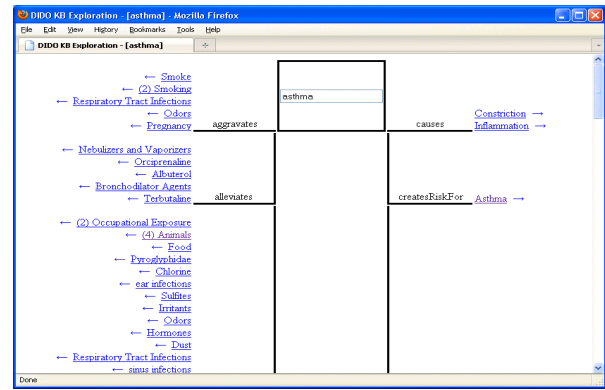 DIDO KB Exploration - [asthma] - Mozilla Firefox
File Edit View History Bookmarks Tools Help
DIDO KB Exploration - [asthma]
← Smoke
← (2) Smoking
← Respiratory Tract Infections
← Odors
← Pregnancy
aggravates
asthma
causes
Constriction →
Inflammation →
← Nebulizers and Vaporizers
← Orciprenaline
← Albuterol
← Bronchodilator Agents
← Terbutaline
alleviates
createsRiskFor
Asthma →
← (2) Occupational Exposure
← (4) Animals
← Food
← Pyroglyphidae
← Chlorine
← ear infections
← Sulfites
← Irritants
← Odors
← Hormones
← Dust
← Respiratory Tract Infections
← sinus infections
Done